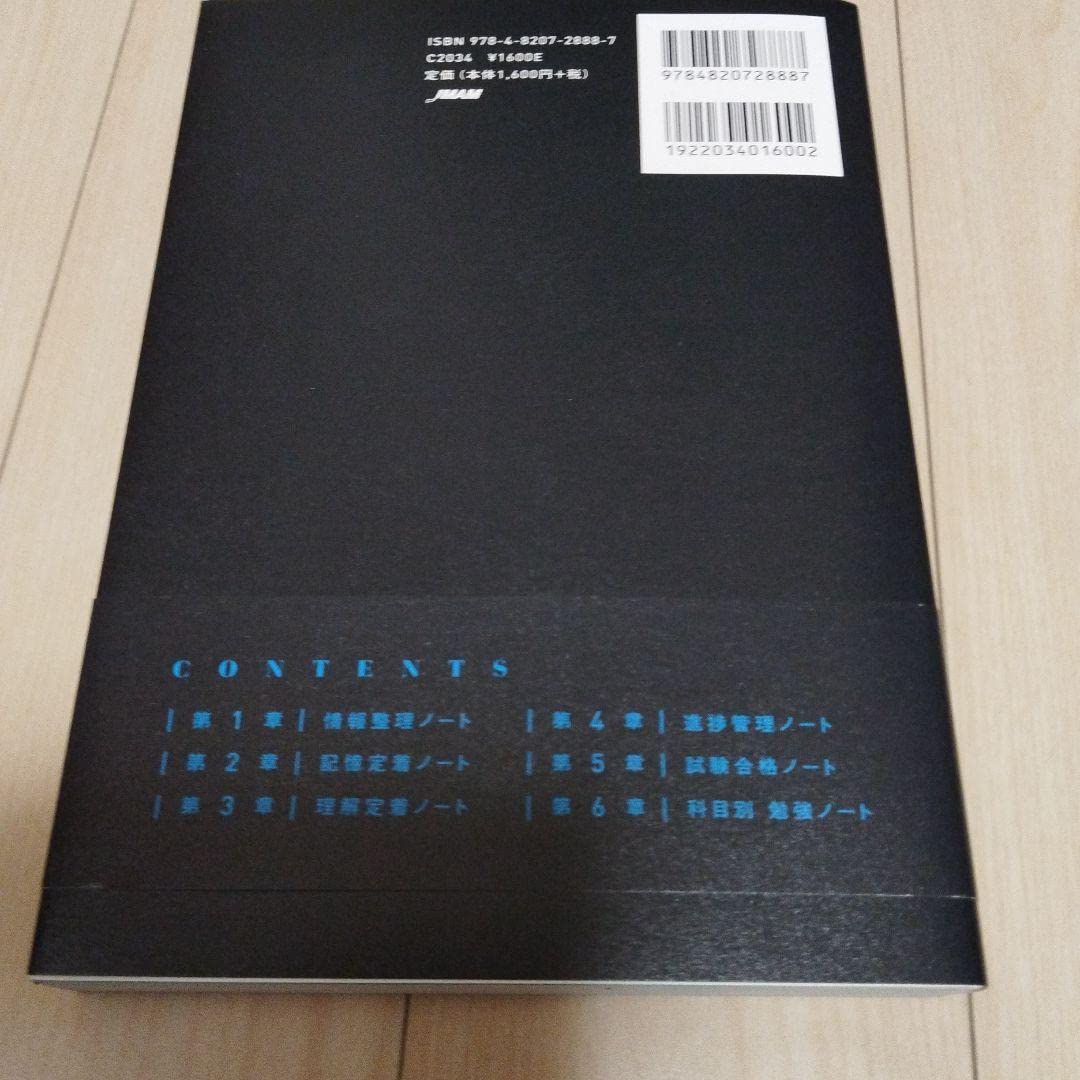 ISBN 978-4-8207-2888-7
C2034 ¥1600E
定価（本体1,600円+税）
JMAM
9784820728887
1922034016002
CONTENTS
| 第1章 | 情報整理ノート
| 第2章 | 記憶定着ノート
| 第3章 | 理解定着ノート
| 第4章 | 進捗管理ノート
| 第5章 | 試験合格ノート
| 第6章 | 科目別 勉強ノート